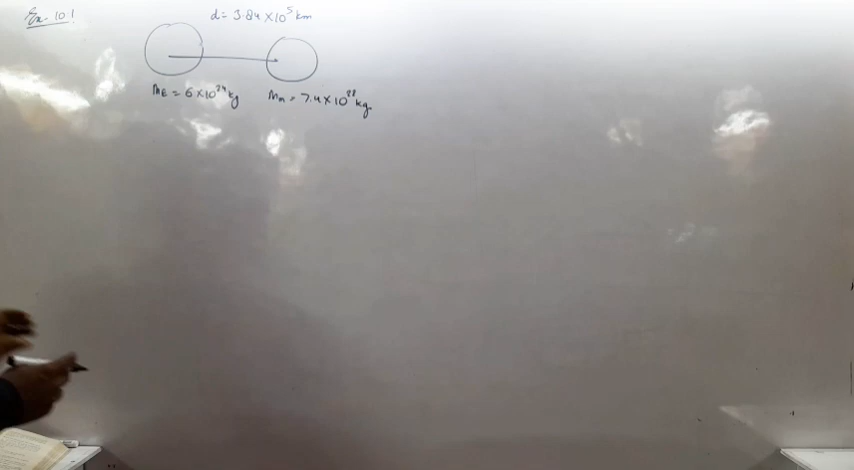 Ex. 10.1
d = 3.84 × 10⁵ km
Me = 6 × 10²⁴ kg
Mm = 7.4 × 10²² kg.